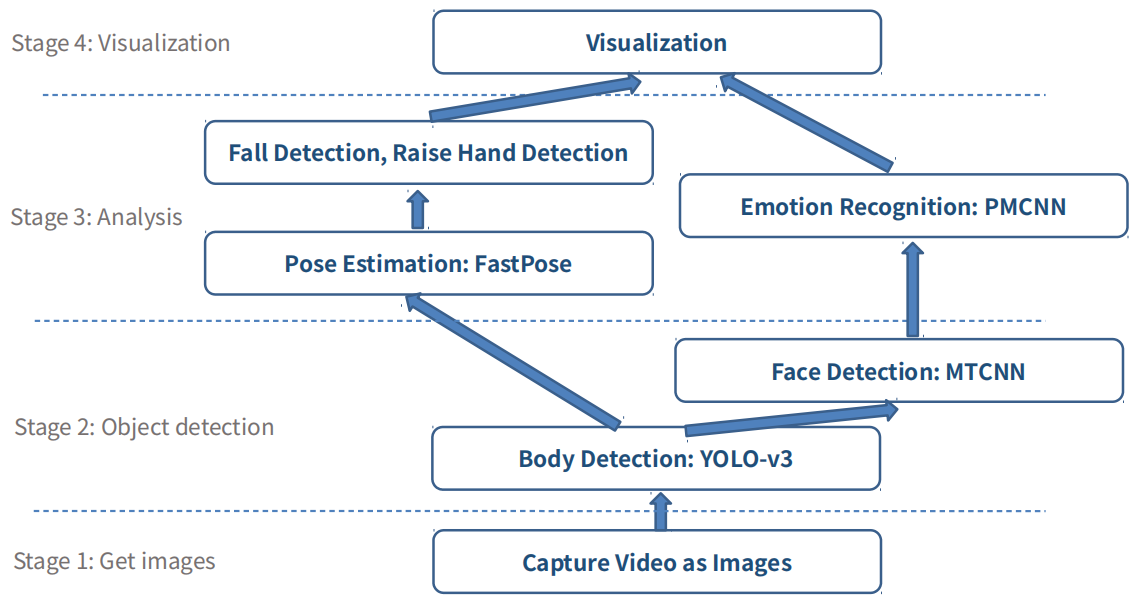 Stage 4: Visualization
Visualization
Fall Detection, Raise Hand Detection
Emotion Recognition: PMCNN
Stage 3: Analysis
Pose Estimation: FastPose
Face Detection: MTCNN
Stage 2: Object detection
Body Detection: YOLO-v3
Stage 1: Get images
Capture Video as Images